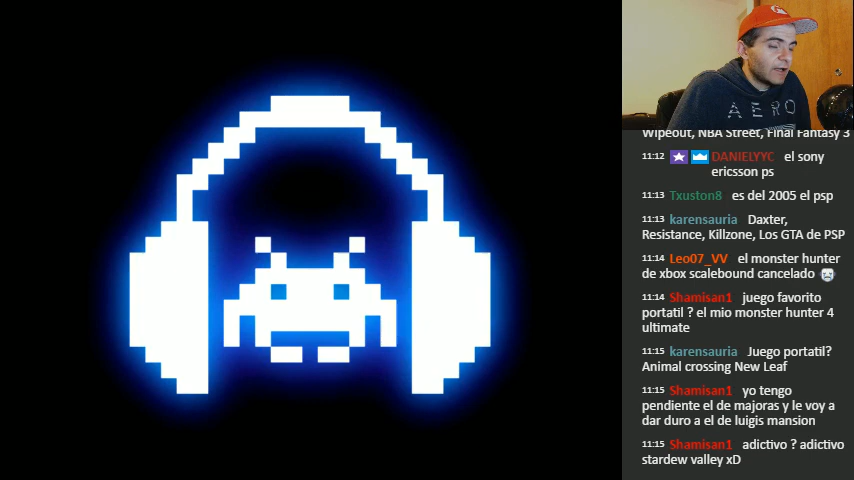 AERO
Wipeout, NBA Street, Final Fantasy 3
11:12 DANIELYYC el sony
ericsson ps
11:13 Txuston8 es del 2005 el psp
11:13 karensauria Daxter,
Resistance, Killzone, Los GTA de PSP
11:14 Leo07_VV el monster hunter
de xbox scalebound cancelado
11:14 Shamisan1 juego favorito
portatil ? el mio monster hunter 4
ultimate
11:15 karensauria Juego portatil?
Animal crossing New Leaf
11:15 Shamisan1 yo tengo
pendiente el de majoras y le voy a
dar duro a el de luigis mansion
11:15 Shamisan1 adictivo ? adictivo
stardew valley xD